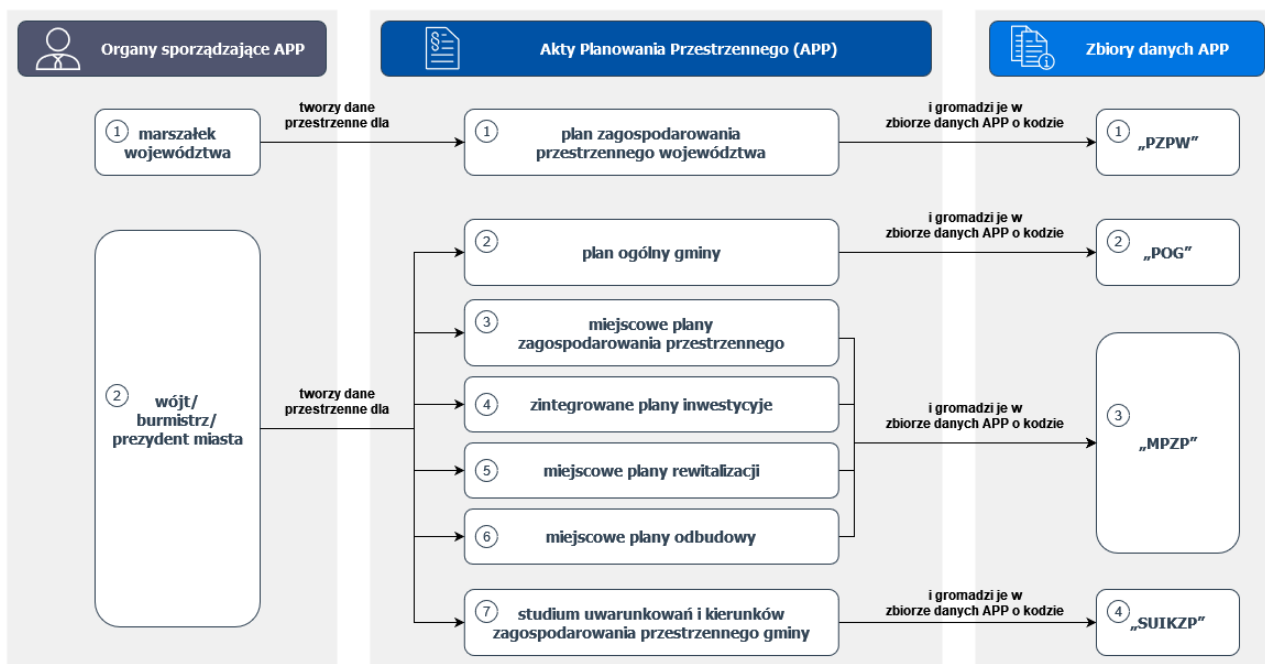 Organy sporządzające APP
Akty Planowania Przestrzennego (APP)
Zbiory danych APP
1
marszałek
województwa
tworzy dane
przestrzenne dla
1
plan zagospodarowania
przestrzennego województwa
i gromadzi je w
zbiorze danych APP o kodzie
1
„PZPW”
2
wójt/
burmistrz/
prezydent miasta
tworzy dane
przestrzenne dla
2
plan ogólny gminy
i gromadzi je w
zbiorze danych APP o kodzie
2
„POG”
3
miejscowe plany
zagospodarowania przestrzennego
4
zintegrowane plany inwestycyje
5
miejscowe plany rewitalizacji
6
miejscowe plany odbudowy
i gromadzi je w
zbiorze danych APP o kodzie
3
„MPZP”
7
studium uwarunkowań i kierunków
zagospodarowania przestrzennego gminy
i gromadzi je w
zbiorze danych APP o kodzie
4
„SUIKZP”